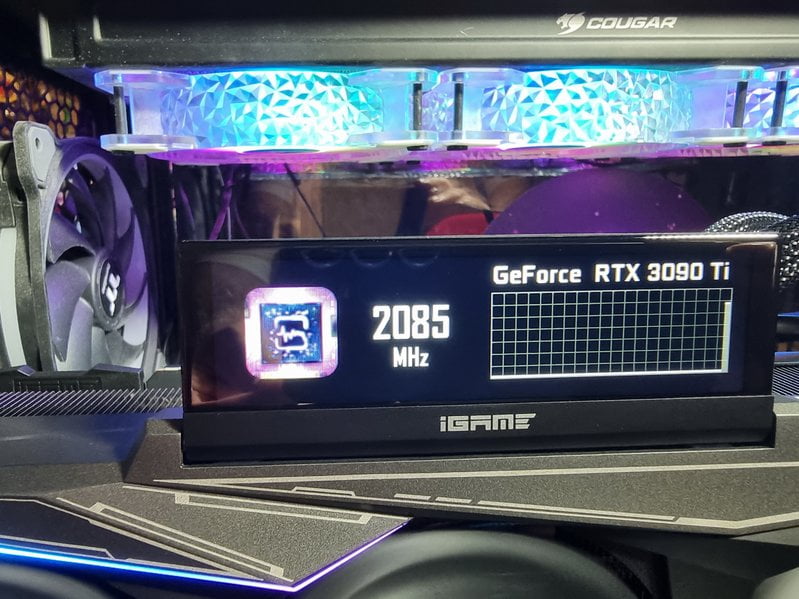 COUGAR
GeForce RTX 3090 Ti
2085
MHz
iGAME